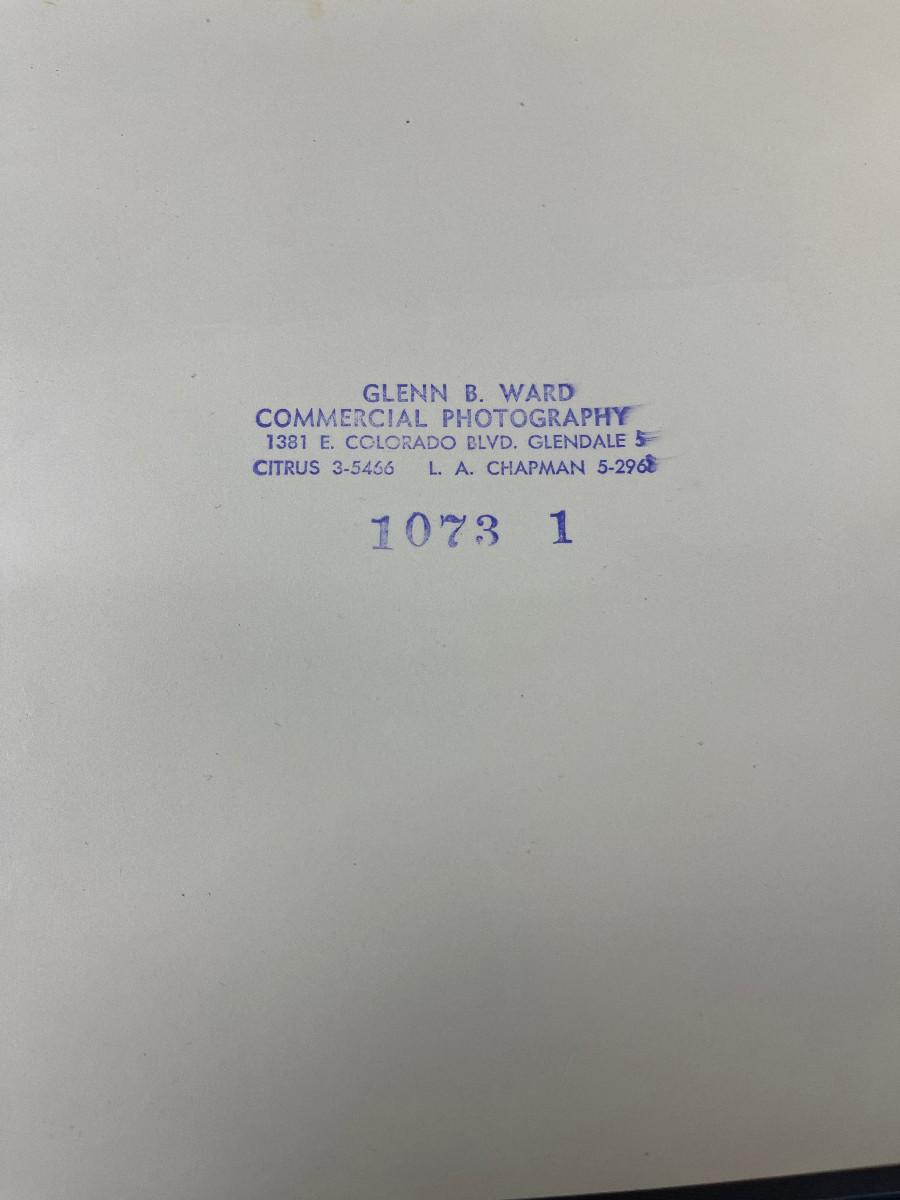 GLENN B. WARD
COMMERCIAL PHOTOGRAPHY
1381 E. COLORADO BLVD. GLENDALE 5
CITRUS 3-5466 L. A. CHAPMAN 5-2968
1073 1